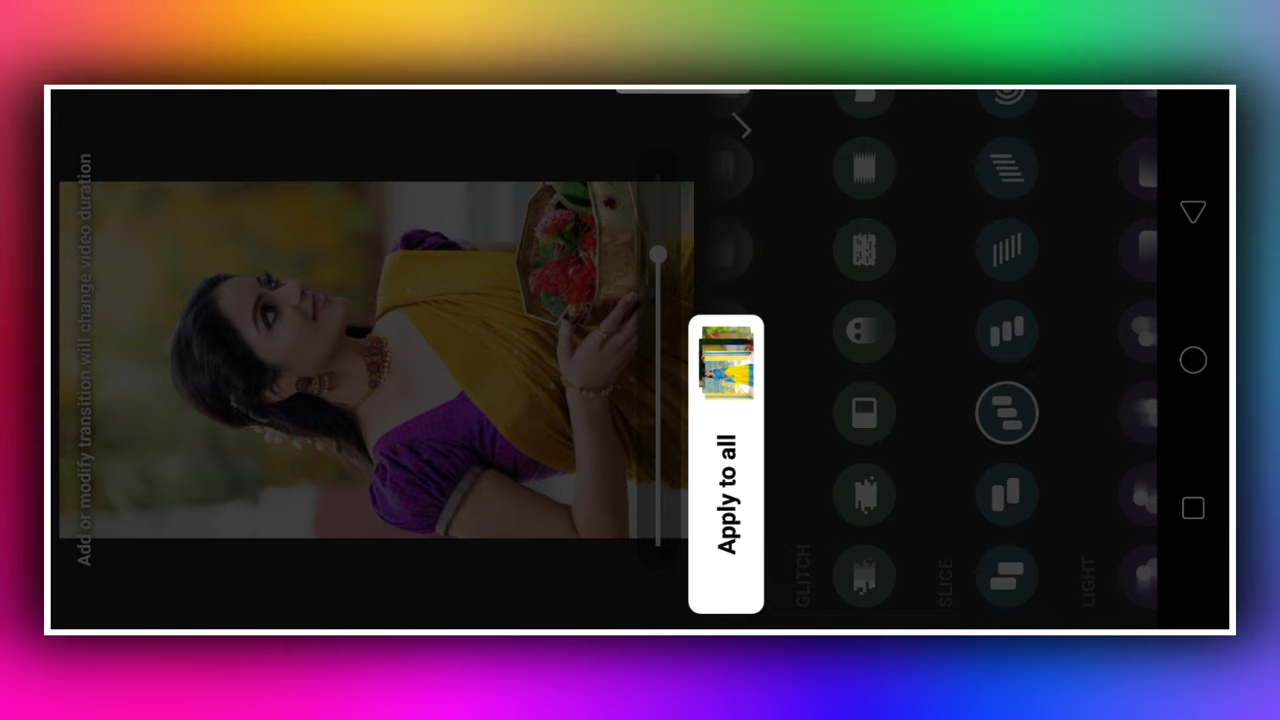 Add or modify transition will change video duration
Apply to all
GLITCH
SLICE
LIGHT